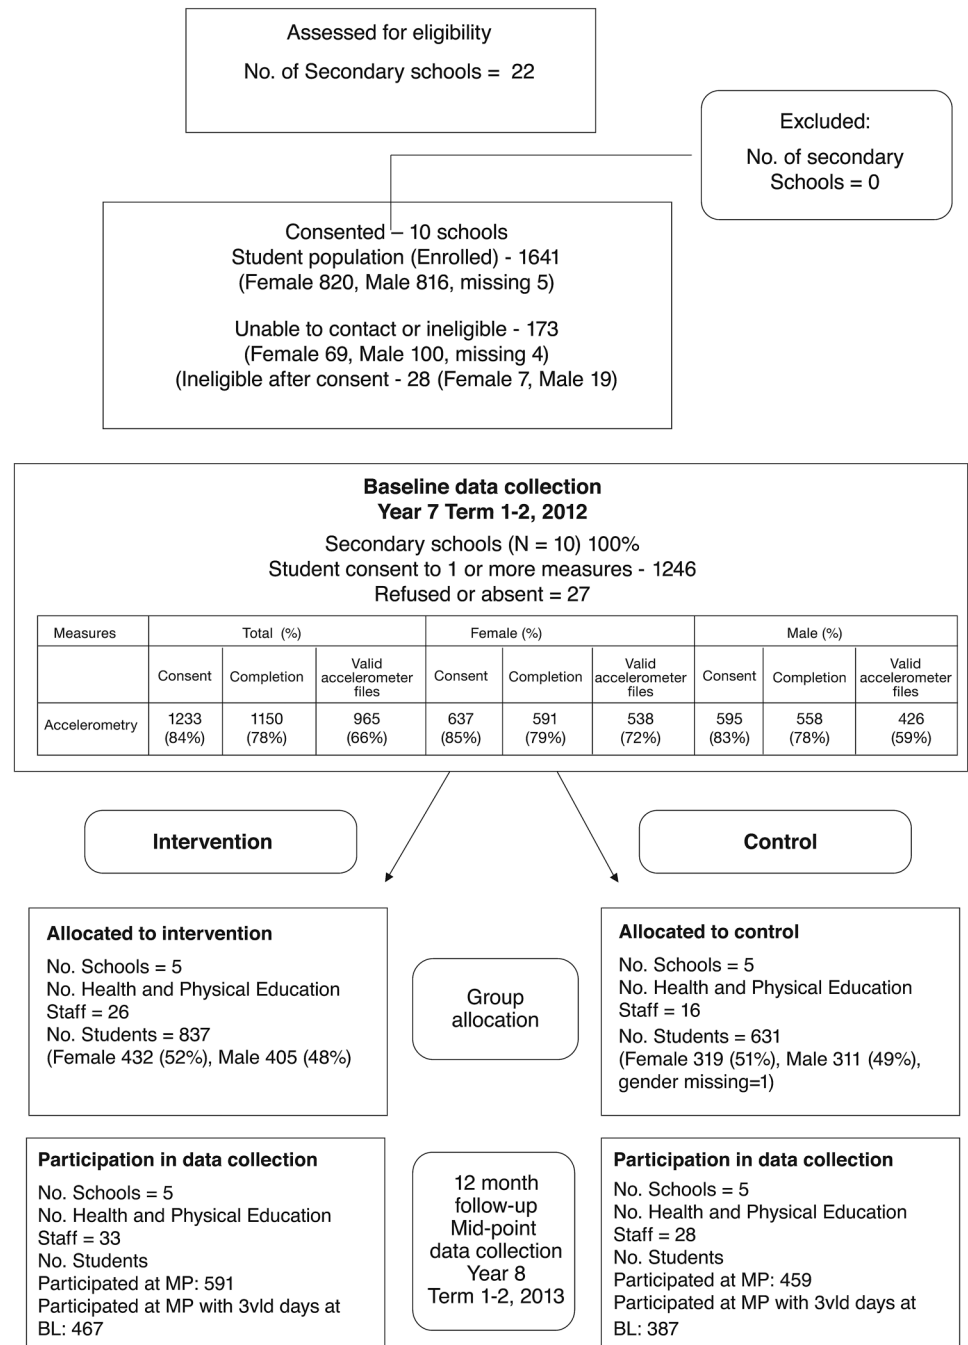 Assessed for eligibility
No. of Secondary schools = 22
Excluded:
No. of secondary
Schools = 0
Consented – 10 schools
Student population (Enrolled) - 1641
(Female 820, Male 816, missing 5)
Unable to contact or ineligible - 173
(Female 69, Male 100, missing 4)
(Ineligible after consent - 28 (Female 7, Male 19)
Baseline data collection
Year 7 Term 1-2, 2012
Secondary schools (N = 10) 100%
Student consent to 1 or more measures - 1246
Refused or absent = 27
Measures Total (%) Female (%) Male (%)
Consent Completion Valid accelerometer files Consent Completion Valid accelerometer files Consent Completion Valid accelerometer files
Accelerometry 1233 (84%) 1150 (78%) 965 (66%) 637 (85%) 591 (79%) 538 (72%) 595 (83%) 558 (78%) 426 (59%)
Intervention
Control
Allocated to intervention
No. Schools = 5
No. Health and Physical Education
Staff = 26
No. Students = 837
(Female 432 (52%), Male 405 (48%)
Group
allocation
Allocated to control
No. Schools = 5
No. Health and Physical Education
Staff = 16
No. Students = 631
(Female 319 (51%), Male 311 (49%),
gender missing=1)
Participation in data collection
No. Schools = 5
No. Health and Physical Education
Staff = 33
No. Students
Participated at MP: 591
Participated at MP with 3vld days at
BL: 467
12 month
follow-up
Mid-point
data collection
Year 8
Term 1-2, 2013
Participation in data collection
No. Schools = 5
No. Health and Physical Education
Staff = 28
No. Students
Participated at MP: 459
Participated at MP with 3vld days at
BL: 387